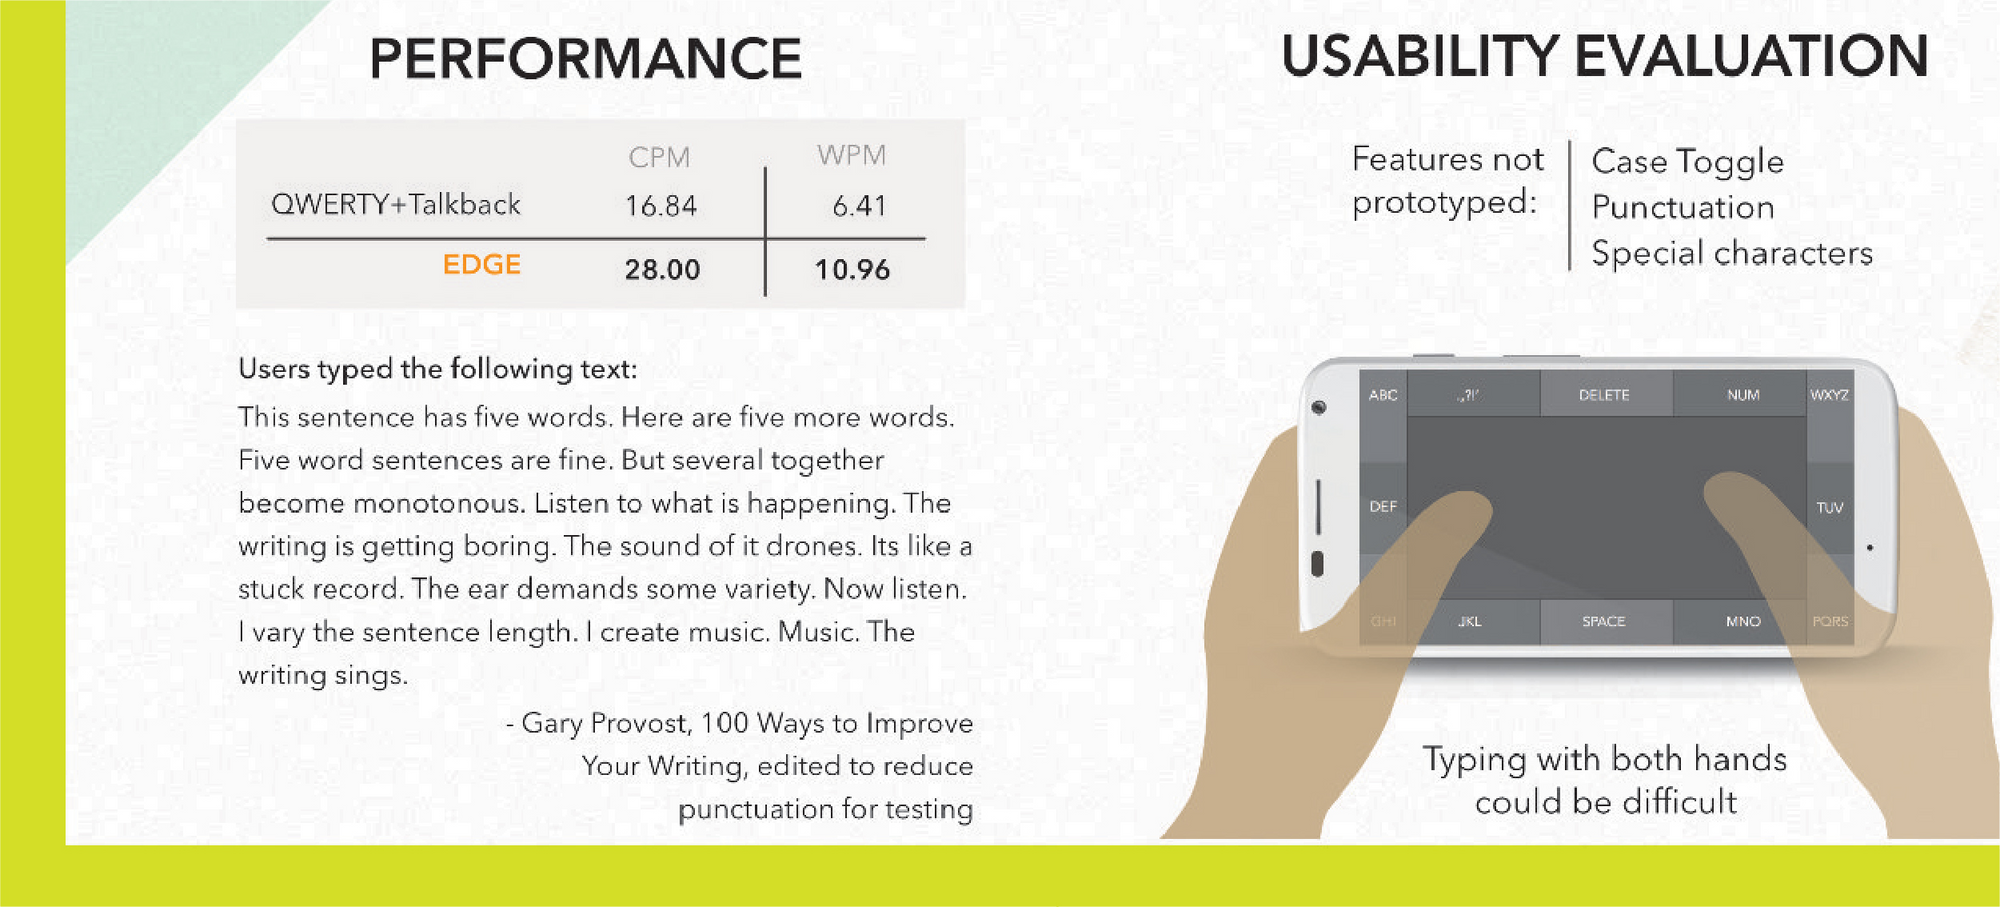 PERFORMANCE
CPM WPM
QWERTY+Talkback 16.84 6.41
EDGE 28.00 10.96
Users typed the following text:
This sentence has five words. Here are five more words.
Five word sentences are fine. But several together
become monotonous. Listen to what is happening. The
writing is getting boring. The sound of it drones. Its like a
stuck record. The ear demands some variety. Now listen.
I vary the sentence length. I create music. Music. The
writing sings.
- Gary Provost, 100 Ways to Improve
Your Writing, edited to reduce
punctuation for testing
USABILITY EVALUATION
Features not
prototyped:
Case Toggle
Punctuation
Special characters
ABC .,?!' DELETE NUM WXYZ
DEF TUV
GHI JKL SPACE MNO PQRS
Typing with both hands
could be difficult